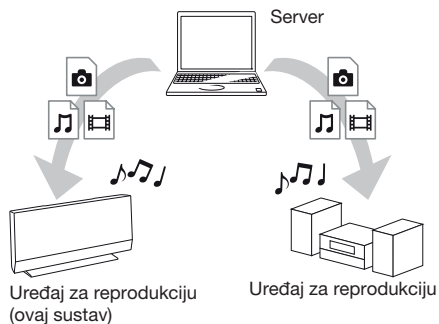 Server
Uređaj za reprodukciju
(ovaj sustav)
Uređaj za reprodukciju